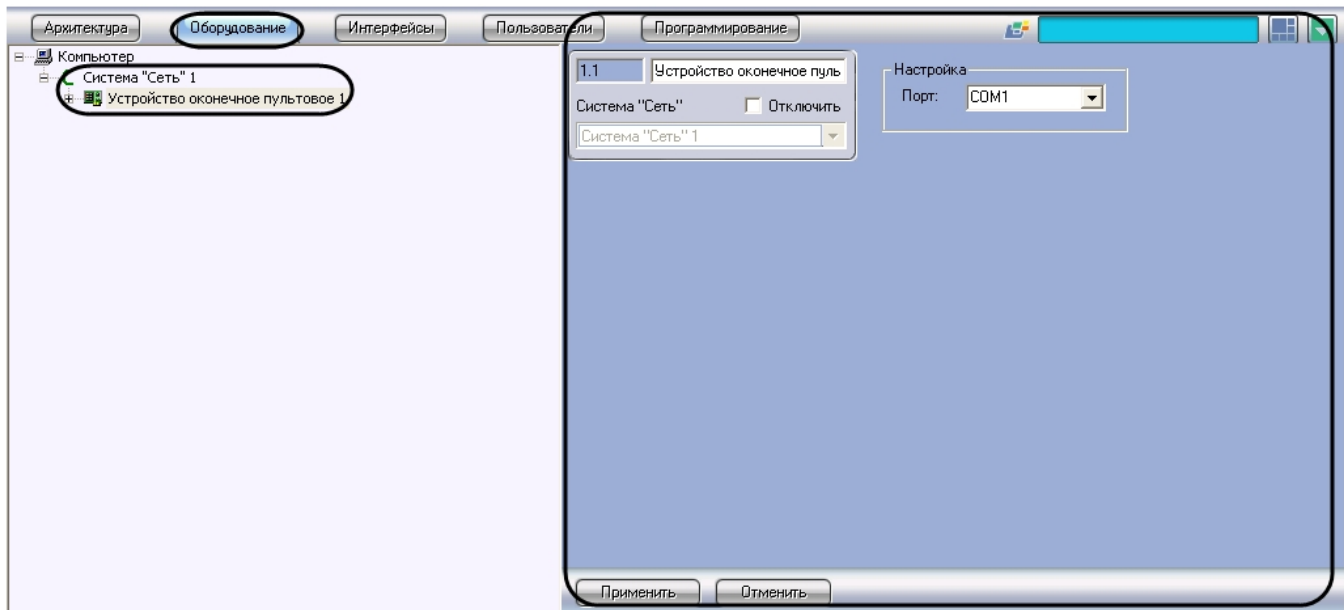 Архитектура Оборудование Интерфейсы Пользователи Программирование
Компьютер
Система "Сеть" 1
Устройство оконечное пультовое 1
1.1 Устройство оконечное пуль
Система "Сеть" Отключить
Система "Сеть" 1
Настройка
Порт: COM1
Применить Отменить